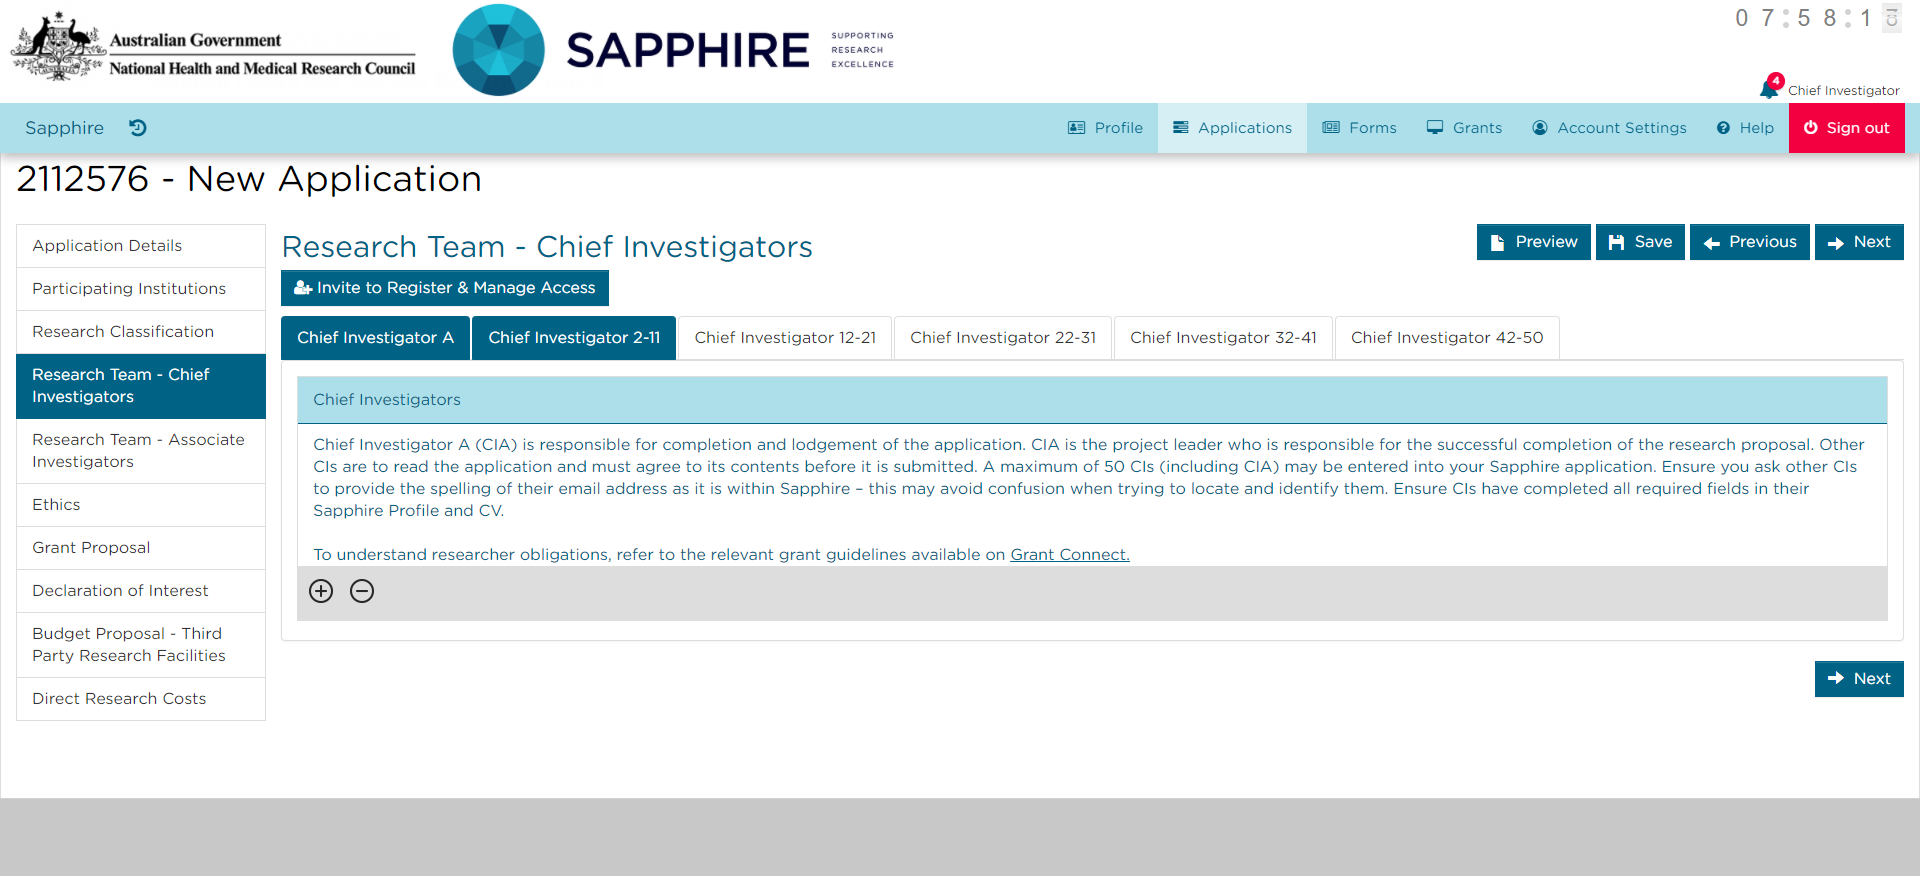 Australian Government
National Health and Medical Research Council
SAPPHIRE
SUPPORTING
RESEARCH
EXCELLENCE
07:58:1
4
Chief Investigator
Sapphire
Profile
Applications
Forms
Grants
Account Settings
Help
Sign out
2112576 - New Application
Application Details
Participating Institutions
Research Classification
Research Team - Chief
Investigators
Research Team - Associate
Investigators
Ethics
Grant Proposal
Declaration of Interest
Budget Proposal - Third
Party Research Facilities
Direct Research Costs
Research Team - Chief Investigators
Preview
Save
Previous
Next
Invite to Register & Manage Access
Chief Investigator A
Chief Investigator 2-11
Chief Investigator 12-21
Chief Investigator 22-31
Chief Investigator 32-41
Chief Investigator 42-50
Chief Investigators
Chief Investigator A (CIA) is responsible for completion and lodgement of the application. CIA is the project leader who is responsible for the successful completion of the research proposal. Other
CIs are to read the application and must agree to its contents before it is submitted. A maximum of 50 CIs (including CIA) may be entered into your Sapphire application. Ensure you ask other CIs
to provide the spelling of their email address as it is within Sapphire – this may avoid confusion when trying to locate and identify them. Ensure CIs have completed all required fields in their
Sapphire Profile and CV.
To understand researcher obligations, refer to the relevant grant guidelines available on Grant Connect.
Next